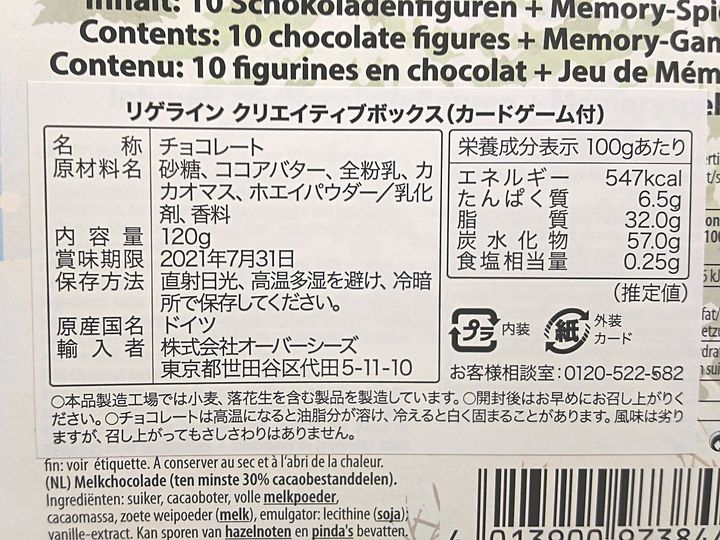 Inhalt: 10 Schokoladenfiguren + Memory-Spi
Contents: 10 chocolate figures + Memory-Gam
Contenu: 10 figurines en chocolat + Jeu de Mém
リゲライン クリエイティブボックス(カードゲーム付)
名称 チョコレート
原材料名 砂糖、ココアバター、全粉乳、カ
カオマス、ホエイパウダー/乳化
剤、香料
内容量 120g
賞味期限 2021年7月31日
保存方法 直射日光、高温多湿を避け、冷暗
所で保存してください。
原産国名 ドイツ
輸入者 株式会社オーバーシーズ
東京都世田谷区代田5-11-10
栄養成分表示 100gあたり
エネルギー 547kcal
たんぱく質 6.5g
脂質 32.0g
炭水化物 57.0g
食塩相当量 0.25g
(推定値)
プラ 内装
紙 外装
カード
お客様相談室:0120-522-582
○本品製造工場では小麦、落花生を含む製品を製造しています。○開封後はお早めにお召し上がりく
ださい。○チョコレートは高温になると油脂分が溶け、冷えると白く固まることがあります。風味は劣り
ますが、召し上がってもさしさわりはありません。
fin: voir étiquette. A conserver au sec et à l'abri de la chaleur.
(NL) Melkchocolade (ten minste 30% cacaobestanddelen).
Ingrediënten: suiker, cacaoboter, volle melkpoeder,
cacaomassa, zoete weipoeder (melk), emulgator: lecithine (soja);
vanille-extract. Kan sporen van hazelnoten en pinda's bevatten.